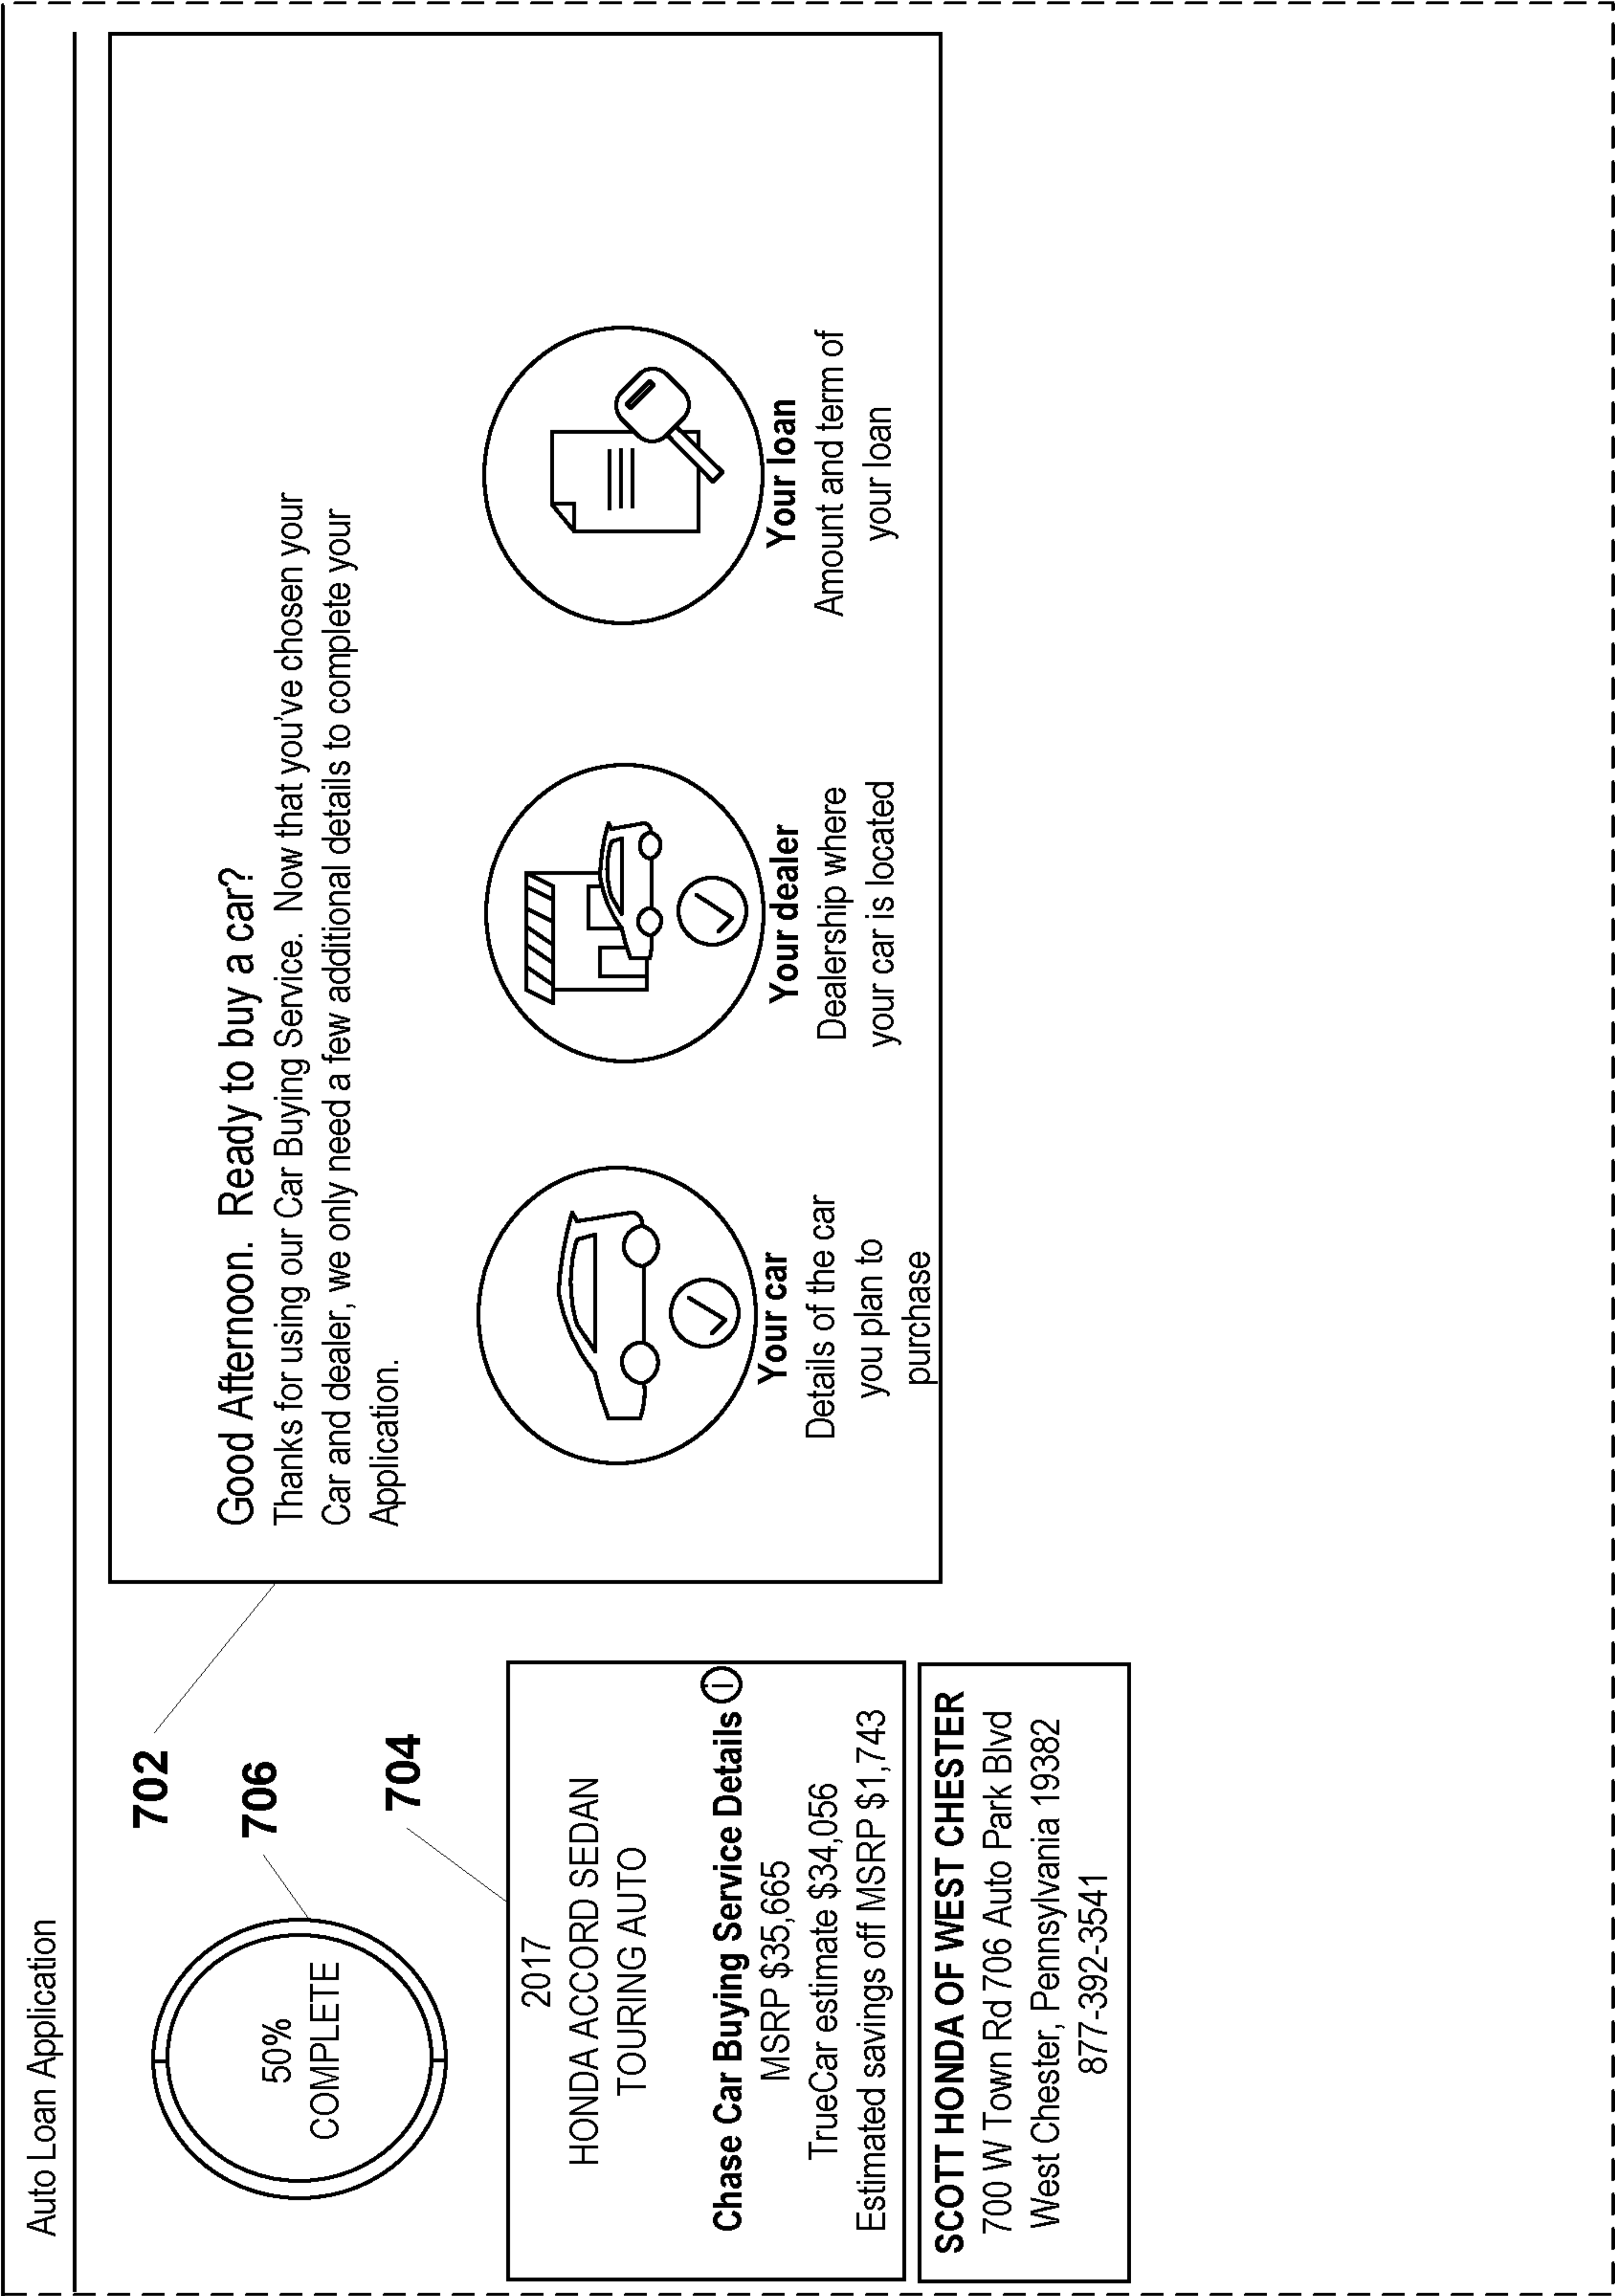 Auto Loan Application
702
706
704
50%
COMPLETE
2017
HONDA ACCORD SEDAN
TOURING AUTO
Chase Car Buying Service Details i
MSRP $35,665
TrueCar estimate $34,056
Estimated savings off MSRP $1,743
SCOTT HONDA OF WEST CHESTER
700 W Town Rd 706 Auto Park Blvd
West Chester, Pennsylvania 19382
877-392-3541
Good Afternoon. Ready to buy a car?
Thanks for using our Car Buying Service. Now that you've chosen your
Car and dealer, we only need a few additional details to complete your
Application.
Your car
Details of the car
you plan to
purchase
Your dealer
Dealership where
your car is located
Your loan
Amount and term of
your loan